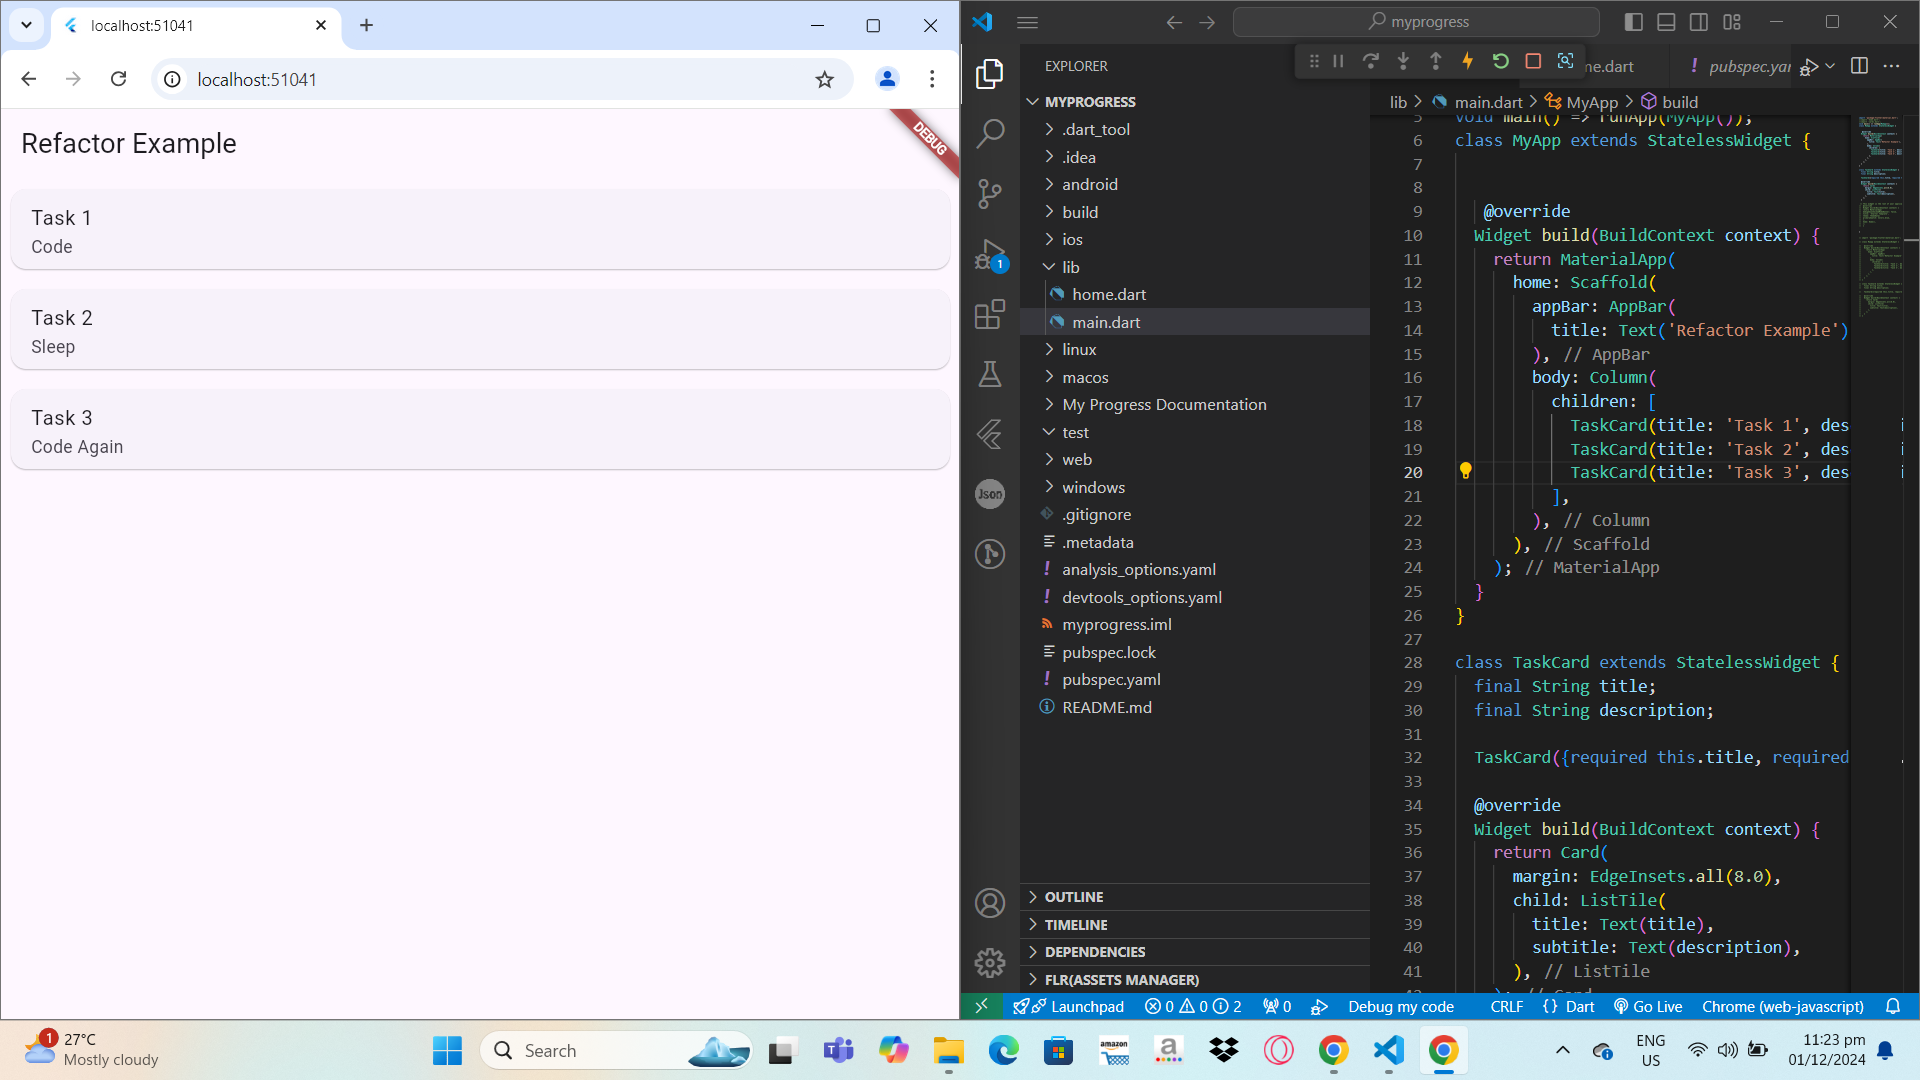 localhost:51041
localhost:51041
Refactor Example
DEBUG
Task 1
Code
Task 2
Sleep
Task 3
Code Again
myprogress
EXPLORER
MYPROGRESS
.dart_tool
.idea
android
build
ios
lib
home.dart
main.dart
linux
macos
My Progress Documentation
test
web
windows
.gitignore
.metadata
analysis_options.yaml
devtools_options.yaml
myprogress.iml
pubspec.lock
pubspec.yaml
README.md
OUTLINE
TIMELINE
DEPENDENCIES
FLR(ASSETS MANAGER)
1
Json
me.dart
! pubspec.yar
lib > main.dart > MyApp > build
5 void main() => runApp(MyApp());
6 class MyApp extends StatelessWidget {
7
8
9 @override
10 Widget build(BuildContext context) {
11 return MaterialApp(
12 home: Scaffold(
13 appBar: AppBar(
14 title: Text('Refactor Example')
15 ), // AppBar
16 body: Column(
17 children: [
18 TaskCard(title: 'Task 1', des
19 TaskCard(title: 'Task 2', des
20 TaskCard(title: 'Task 3', des
21 ],
22 ), // Column
23 ), // Scaffold
24 ); // MaterialApp
25 }
26 }
27
28 class TaskCard extends StatelessWidget {
29 final String title;
30 final String description;
31
32 TaskCard({required this.title, required
33
34 @override
35 Widget build(BuildContext context) {
36 return Card(
37 margin: EdgeInsets.all(8.0),
38 child: ListTile(
39 title: Text(title),
40 subtitle: Text(description),
41 ), // ListTile
42 ); // Card
Launchpad 0 0 2 0 Debug my code CRLF {} Dart Go Live Chrome (web-javascript)
1
27°C
Mostly cloudy
Search
amazon
a
ENG
US
11:23 pm
01/12/2024